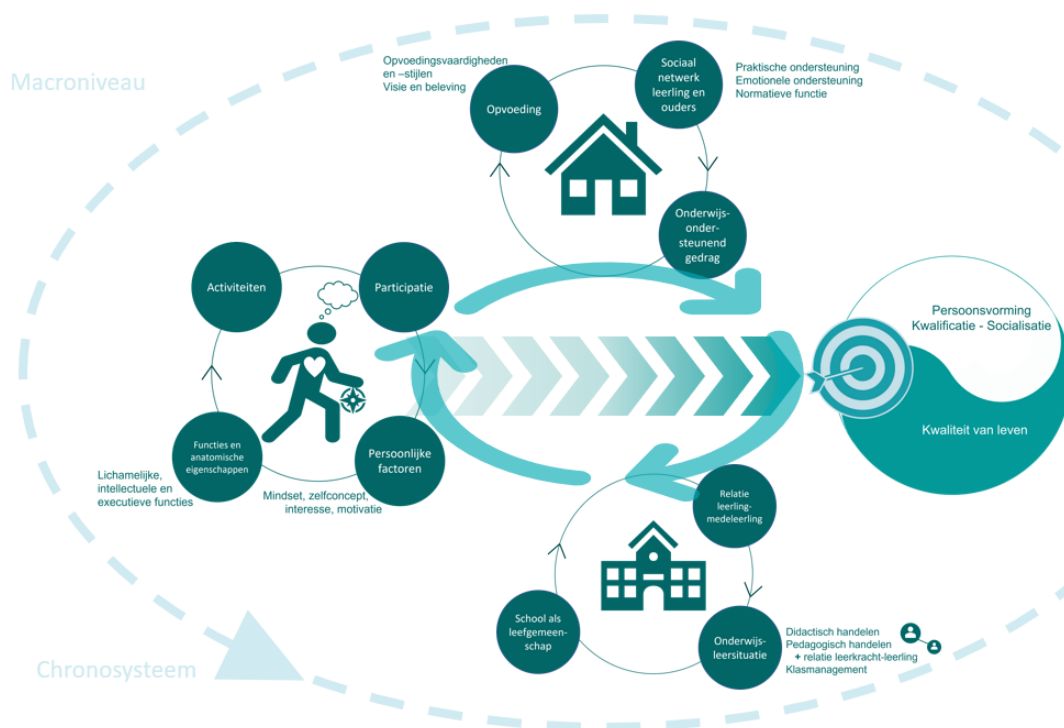 Macroniveau
Opvoedingsvaardigheden
en –stijlen
Visie en beleving
Opvoeding
Sociaal
netwerk
leerling en
ouders
Praktische ondersteuning
Emotionele ondersteuning
Normatieve functie
Onderwijs-
onder-
steunend
gedrag
Activiteiten
Participatie
Functies en
anatomische
eigenschappen
Persoonlijke
factoren
Lichamelijke,
intellectuele en
executieve functies
Mindset, zelfconcept,
interesse, motivatie
Persoonsvorming
Kwalificatie - Socialisatie
Kwaliteit van leven
Relatie
leerling-
medeleerling
School als
leefgemeen-
schap
Onderwijs-
leersituatie
Didactisch handelen
Pedagogisch handelen
+ relatie leerkracht-leerling
Klasmanagement
Chronosysteem